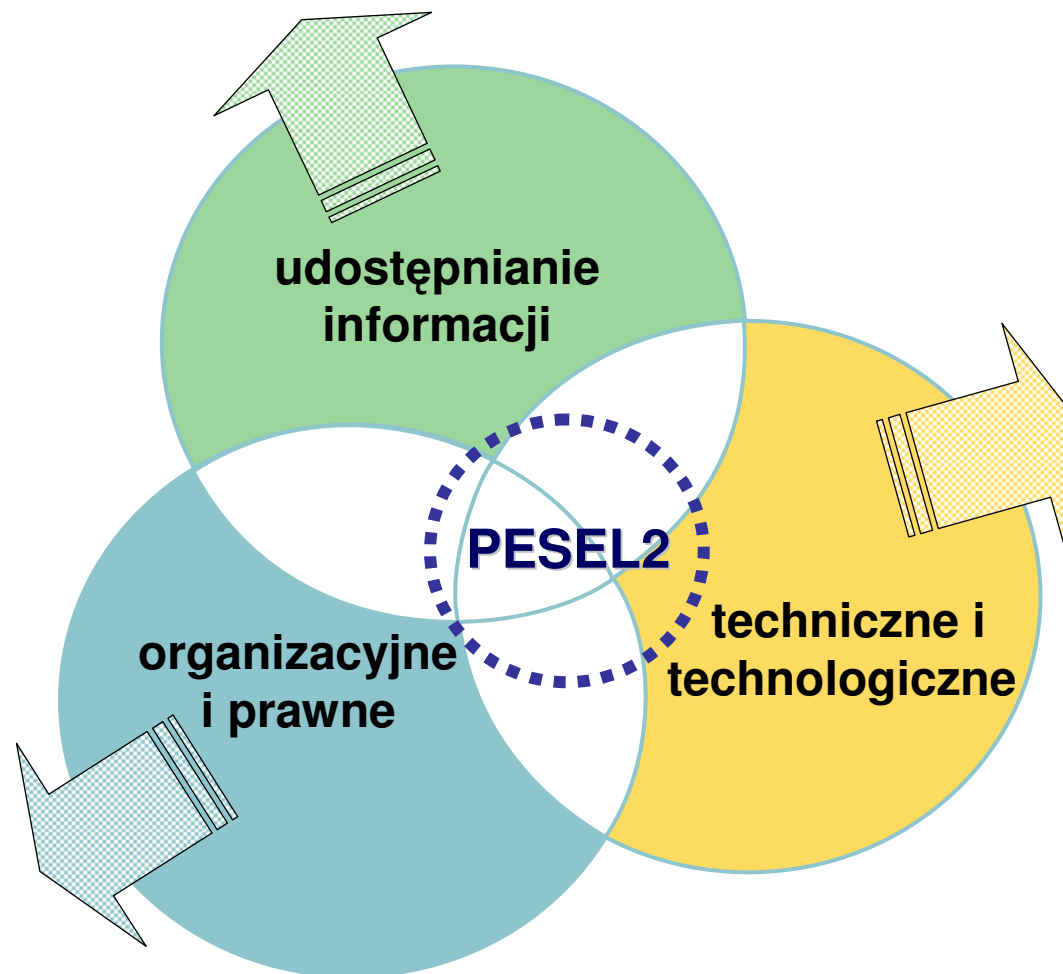 udostępnianie
informacji
PESEL2
techniczne i
technologiczne
organizacyjne
i prawne